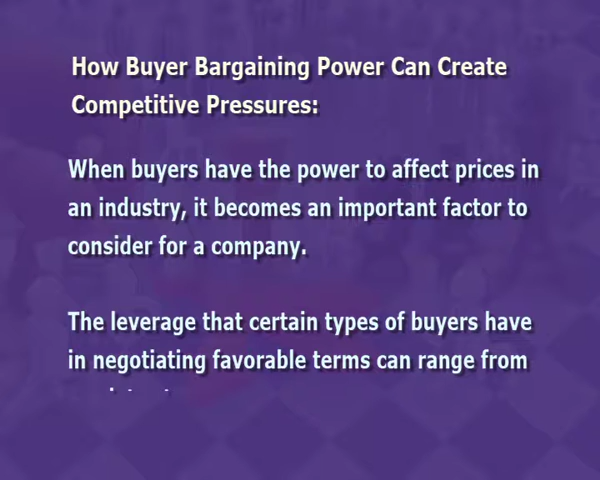 How Buyer Bargaining Power Can Create
Competitive Pressures:
When buyers have the power to affect prices in
an industry, it becomes an important factor to
consider for a company.
The leverage that certain types of buyers have
in negotiating favorable terms can range from